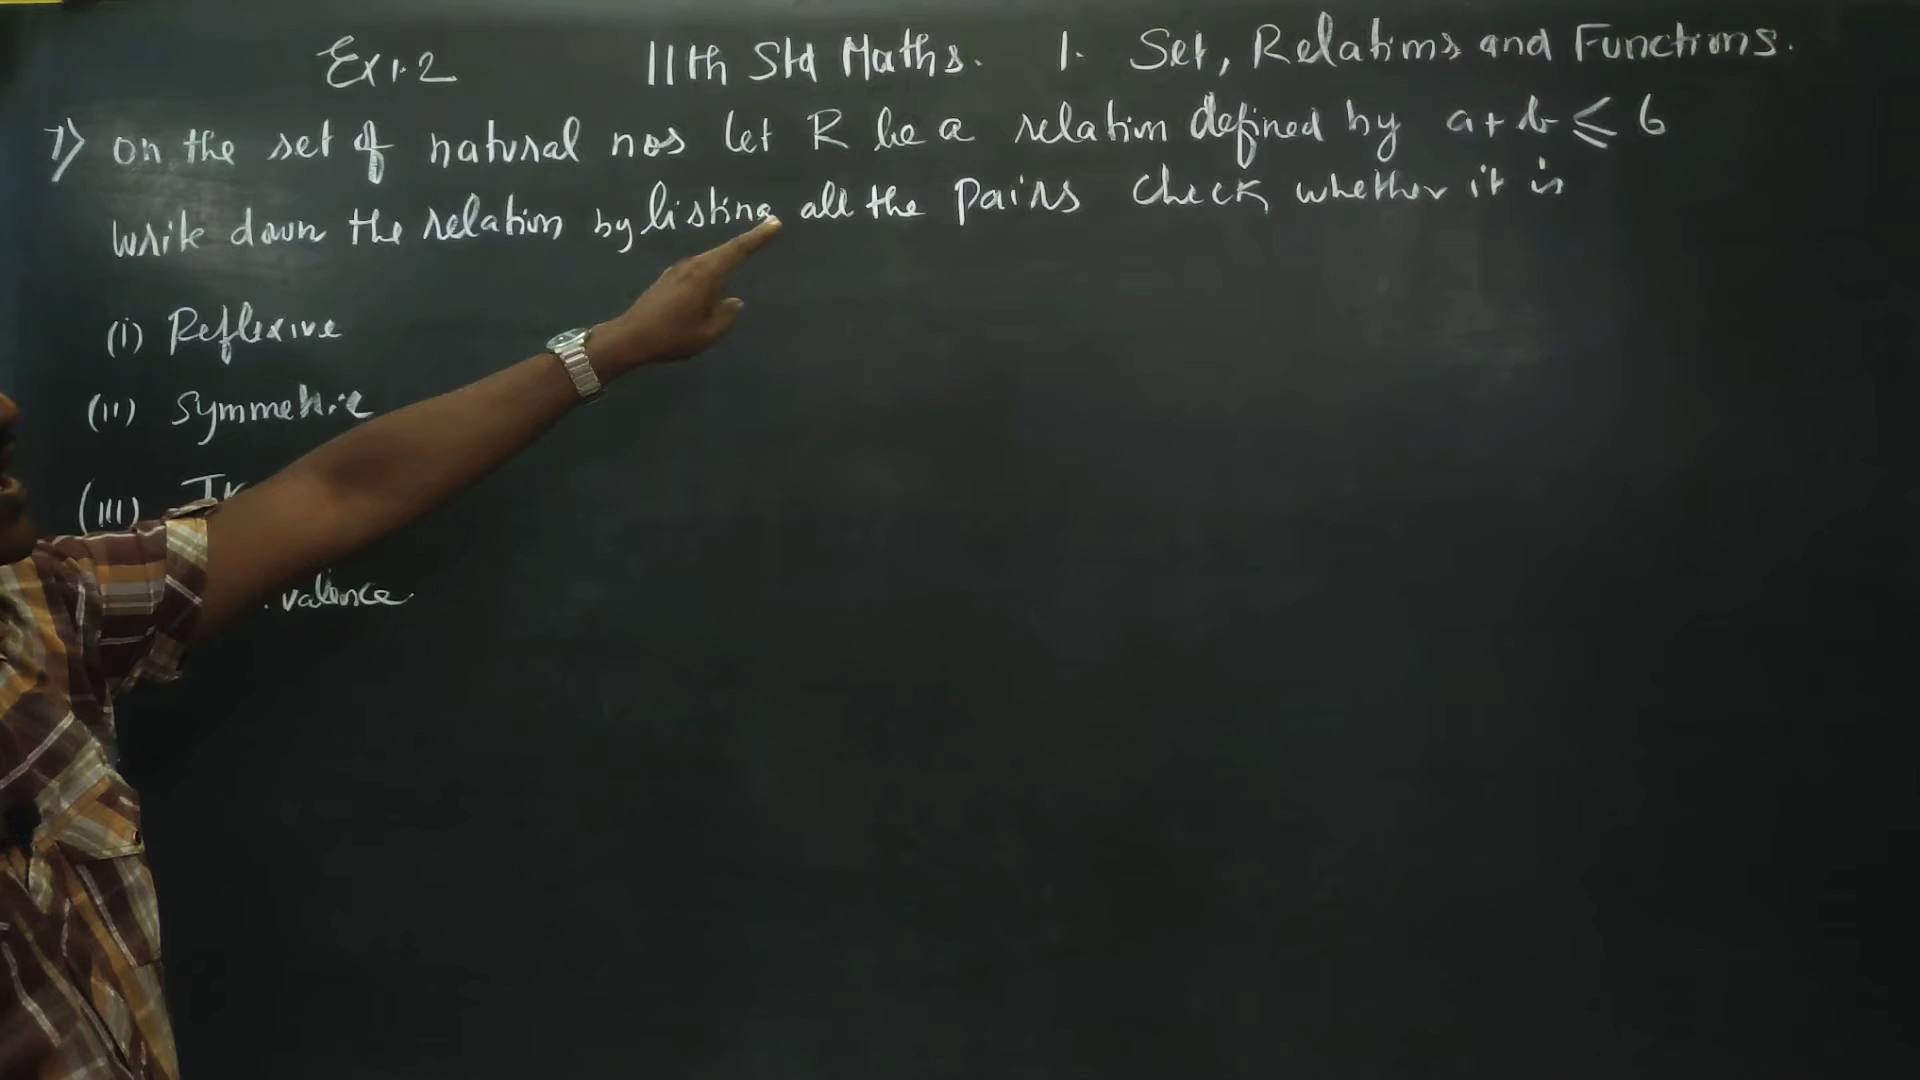 Ex 1.2 11th Std Maths. 1. Set, Relations and Functions.
7) on the set of natural nos let R be a relation defined by a + b ≤ 6
write down the relation by listing all the pairs check whether it is
(i) Reflexive
(ii) Symmetric
(iii) Tr
valence